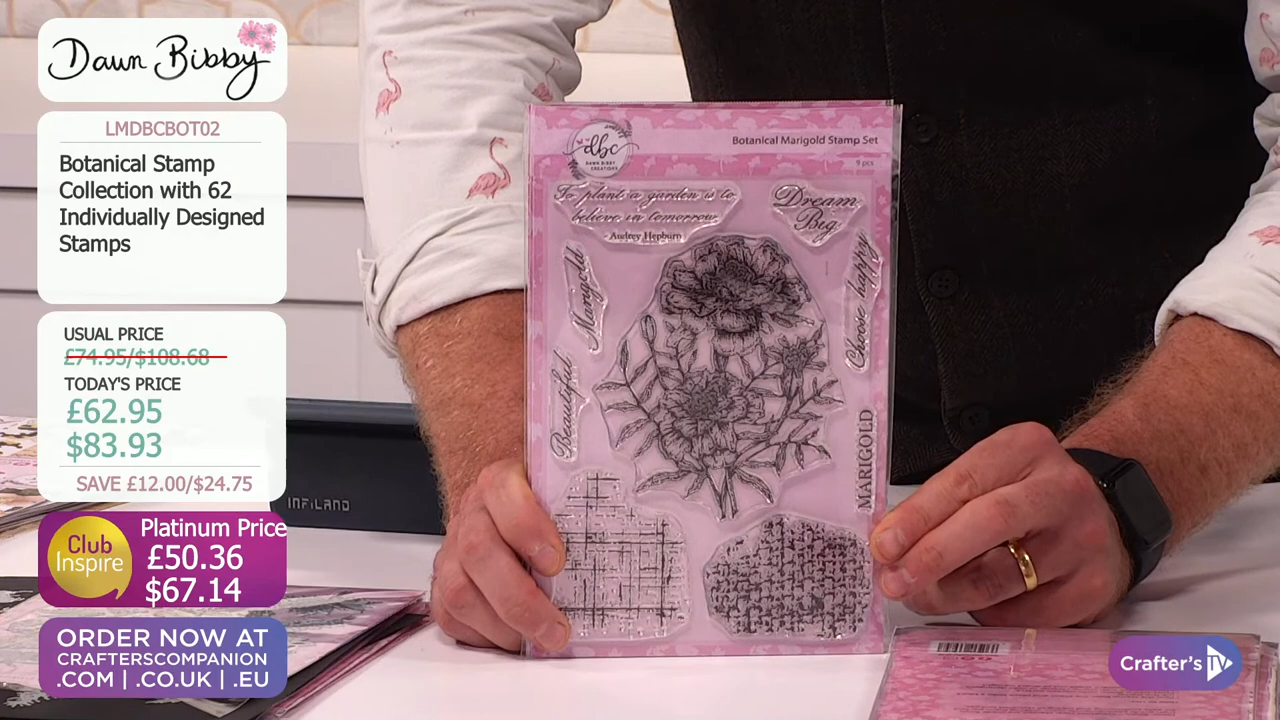 Dawn Bibby
LMDBCBOT02
Botanical Stamp
Collection with 62
Individually Designed
Stamps
USUAL PRICE
£74.95/$108.68
TODAY'S PRICE
£62.95
$83.93
SAVE £12.00/$24.75
Club
Inspire
Platinum Price
£50.36
$67.14
ORDER NOW AT
CRAFTERSCOMPANION
.COM | .CO.UK | .EU
INFILAND
dbc
DAWN BIBBY
CREATIONS
Botanical Marigold Stamp Set
9 pcs
To plant a garden is to
believe in tomorrow
- Audrey Hepburn
Dream
Big
Marigold
Choose happy
Beautiful
MARIGOLD
Crafter's TV